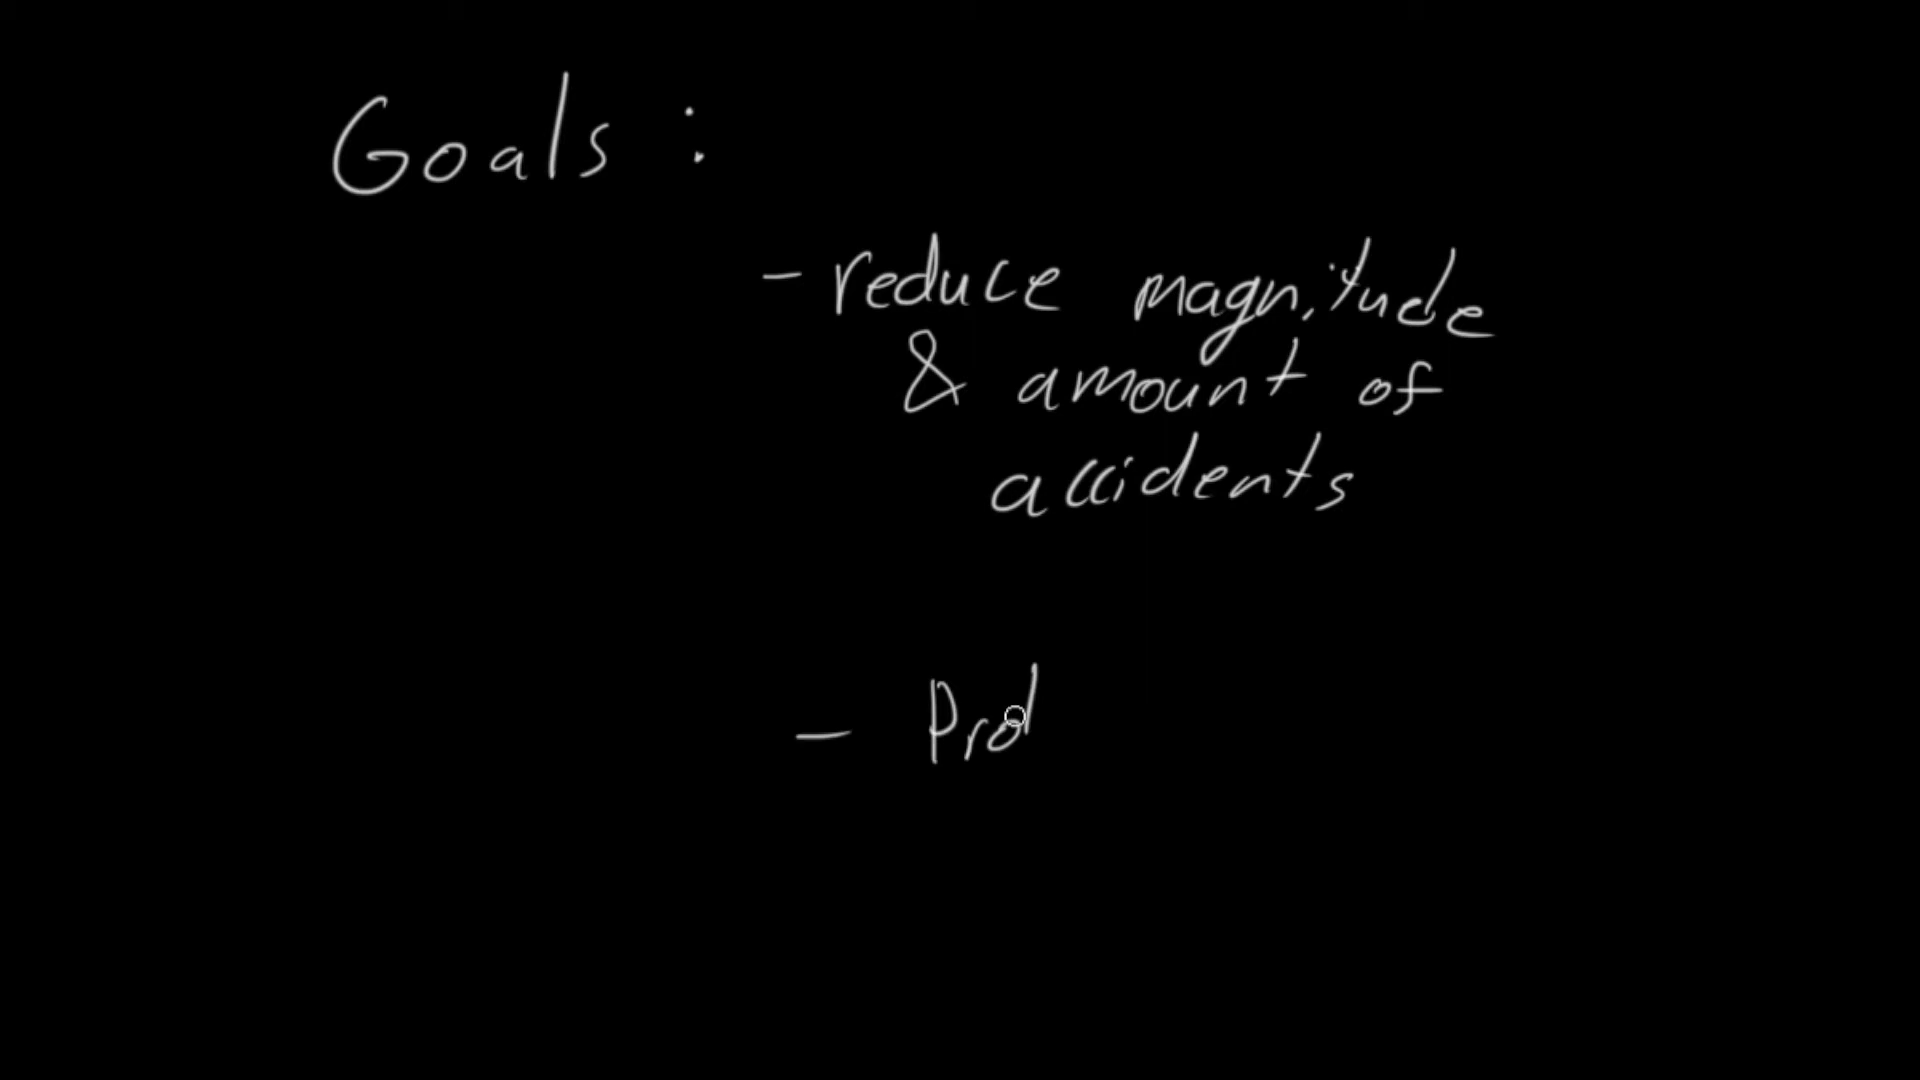 Goals :
- reduce magnitude
& amount of
accidents
- Prod